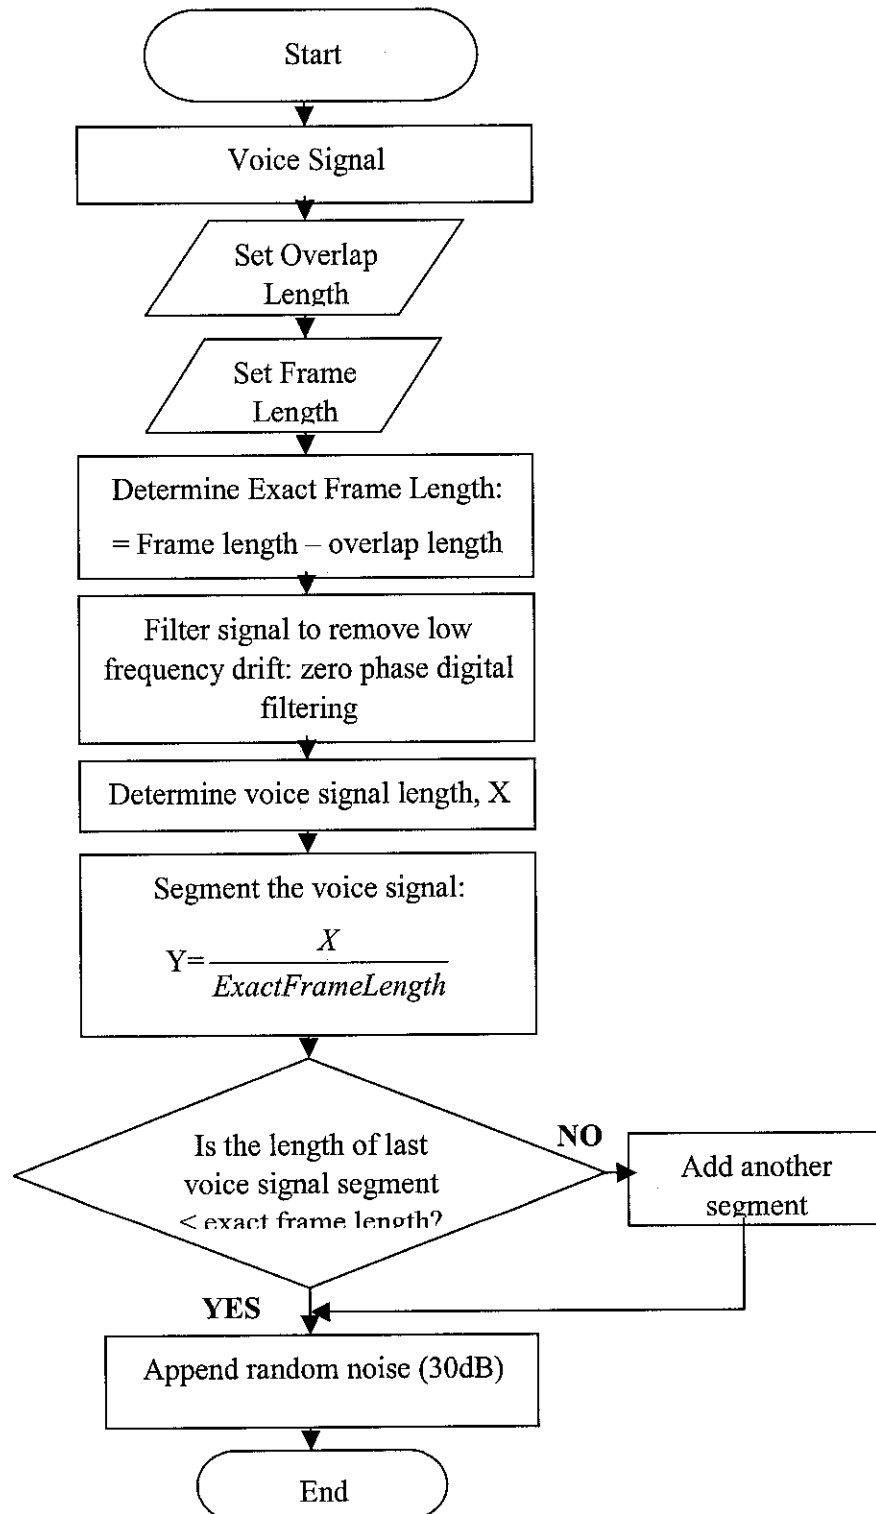 Start
Voice Signal
Set Overlap
Length
Set Frame
Length
Determine Exact Frame Length:
= Frame length – overlap length
Filter signal to remove low
frequency drift: zero phase digital
filtering
Determine voice signal length, X
Segment the voice signal:
Y= X / ExactFrameLength
Is the length of last
voice signal segment
< exact frame length?
NO
Add another
segment
YES
Append random noise (30dB)
End